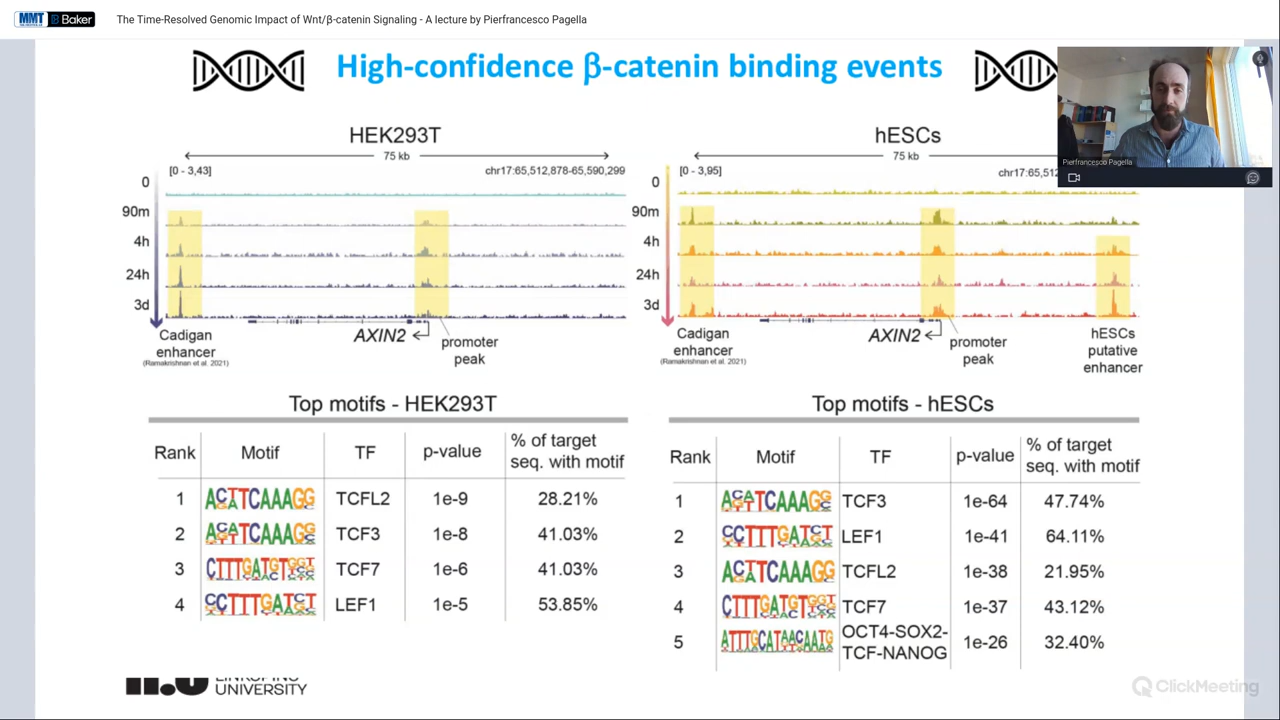 MMT
Baker
The Time-Resolved Genomic Impact of Wnt/β-catenin Signaling - A lecture by Pierfrancesco Pagella
High-confidence β-catenin binding events
Pierfrancesco Pagella
HEK293T
75 kb
[0 - 3,43]
chr17:65,512,878-65,590,299
0
90m
4h
24h
3d
Cadigan
enhancer
(Ramakrishnan et al. 2021)
AXIN2
promoter
peak
hESCs
75 kb
[0 - 3,95]
chr17:65,512
0
90m
4h
24h
3d
Cadigan
enhancer
(Ramakrishnan et al. 2021)
AXIN2
promoter
peak
hESCs
putative
enhancer
Top motifs - HEK293T
Rank Motif TF p-value % of target
seq. with motif
1 TCFL2 1e-9 28.21%
2 TCF3 1e-8 41.03%
3 TCF7 1e-6 41.03%
4 LEF1 1e-5 53.85%
Top motifs - hESCs
Rank Motif TF p-value % of target
seq. with motif
1 TCF3 1e-64 47.74%
2 LEF1 1e-41 64.11%
3 TCFL2 1e-38 21.95%
4 TCF7 1e-37 43.12%
5 OCT4-SOX2-
TCF-NANOG 1e-26 32.40%
UNIVERSITY
ClickMeeting